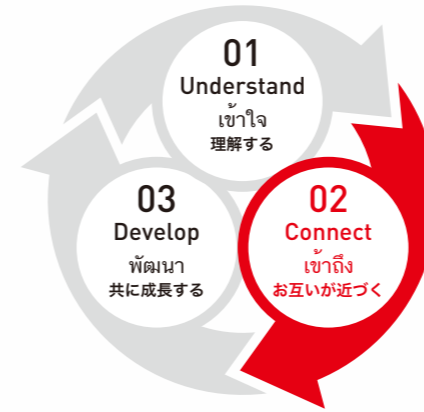 01
Understand
เข้าใจ
理解する
02
Connect
เข้าถึง
お互いが近づく
03
Develop
พัฒนา
共に成長する